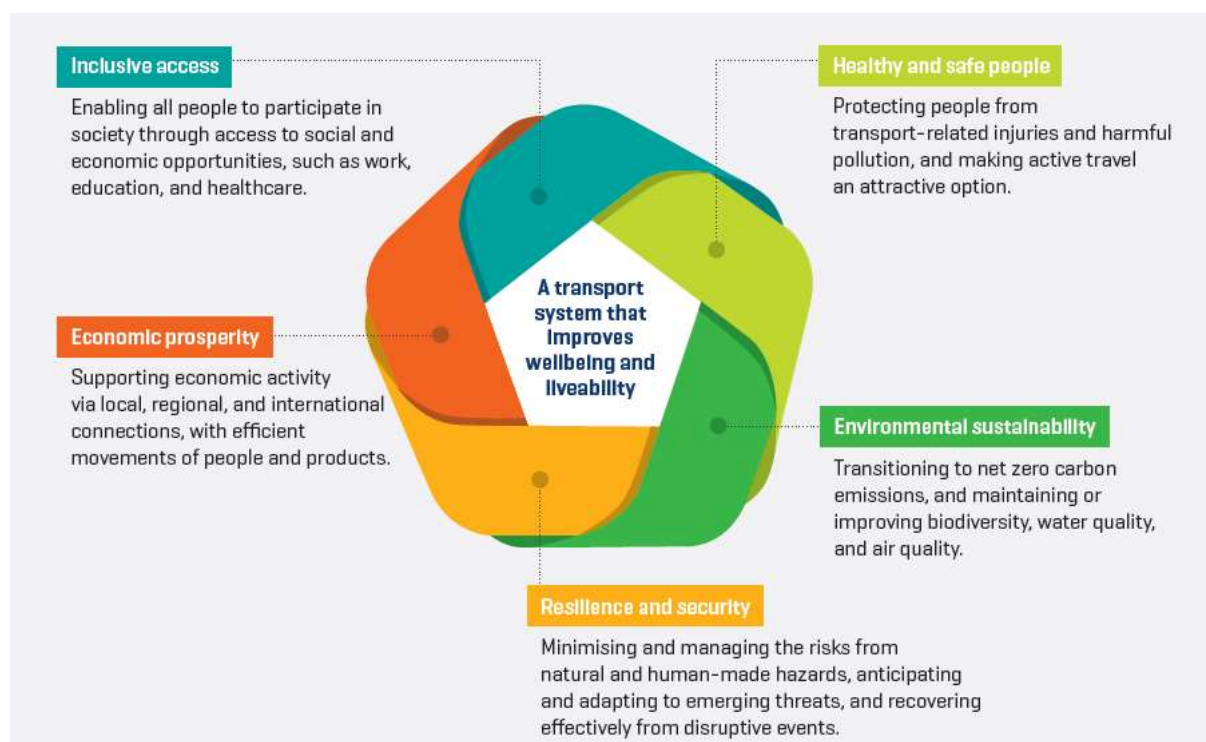 Inclusive access
Enabling all people to participate in
society through access to social and
economic opportunities, such as work,
education, and healthcare.
Healthy and safe people
Protecting people from
transport-related injuries and harmful
pollution, and making active travel
an attractive option.
A transport
system that
improves
wellbeing and
liveability
Economic prosperity
Supporting economic activity
via local, regional, and international
connections, with efficient
movements of people and products.
Environmental sustainability
Transitioning to net zero carbon
emissions, and maintaining or
improving biodiversity, water quality,
and air quality.
Resilience and security
Minimising and managing the risks from
natural and human-made hazards, anticipating
and adapting to emerging threats, and recovering
effectively from disruptive events.